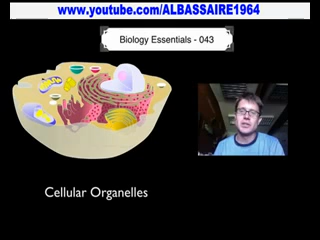 www.youtube.com/ALBASSAIRE1964
Biology Essentials - 043
Cellular Organelles